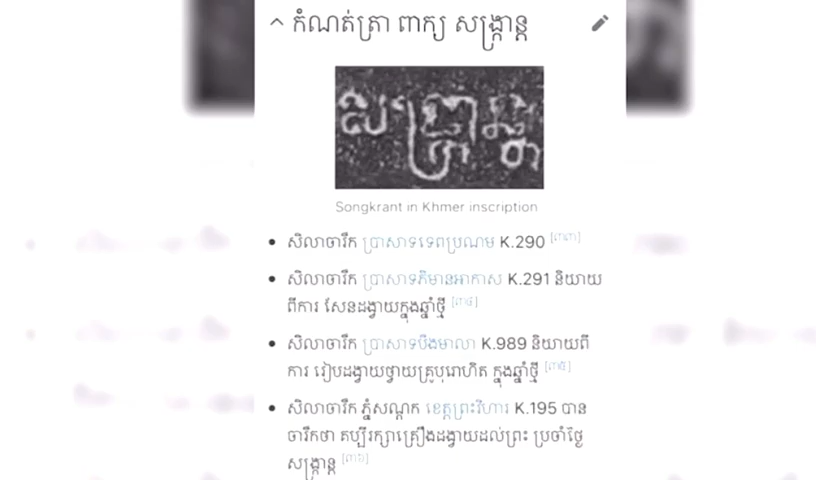 កំណត់ត្រា ពាក្យ សង្ក្រាន្ត
Songkrant in Khmer inscription
សិលាចារឹក ប្រាសាទទេពប្រណម K.290 [៣៣]
សិលាចារឹក ប្រាសាទភិមានអាកាស K.291 និយាយ
ពីការ សែនដង្វាយក្នុងឆ្នាំថ្មី [៣៤]
សិលាចារឹក ប្រាសាទបឹងមាលា K.989 និយាយពី
ការ រៀបដង្វាយថ្វាយគ្រូបុរោហិត ក្នុងឆ្នាំថ្មី [៣៥]
សិលាចារឹក ភ្នំសណ្តក ខេត្តព្រះវិហារ K.195 បាន
ចារឹកថា តប្បីរក្សាគ្រឿងដង្វាយដល់ព្រះ ប្រចាំថ្ងៃ
សង្ក្រាន្ត [៣៦]